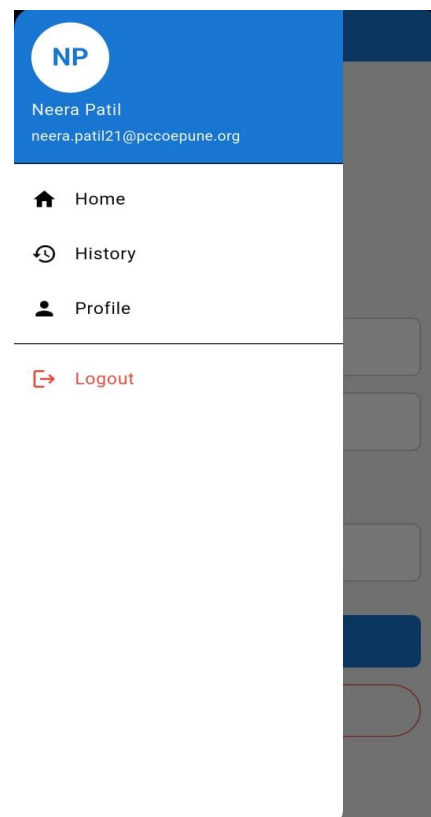 NP
Neera Patil
neera.patil21@pccoepune.org
Home
History
Profile
Logout